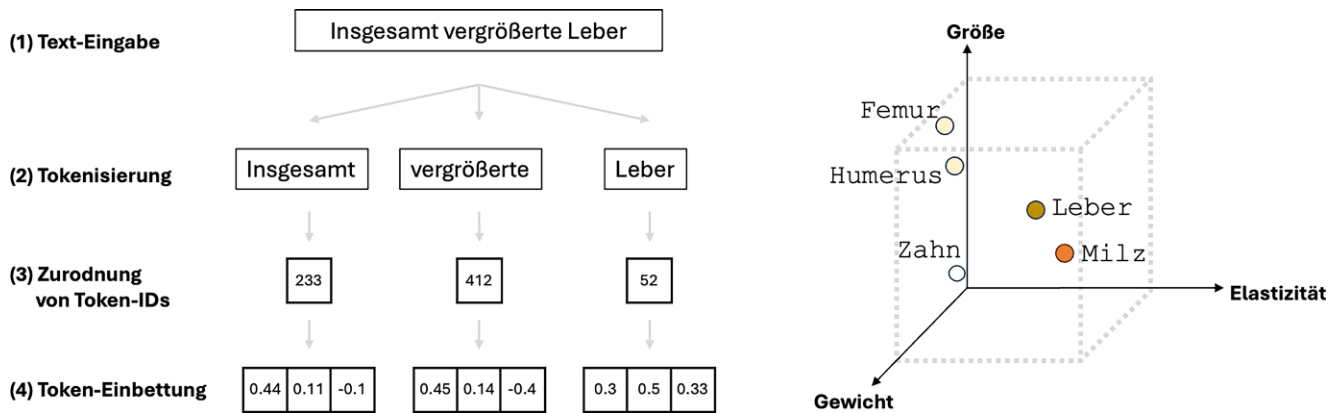 (1) Text-Eingabe
Insgesamt vergrößerte Leber
(2) Tokenisierung
Insgesamt
vergrößerte
Leber
(3) Zurodnung
von Token-IDs
233
412
52
(4) Token-Einbettung
0.44 0.11 -0.1
0.45 0.14 -0.4
0.3 0.5 0.33
Größe
Femur
Humerus
Leber
Zahn
Milz
Elastizität
Gewicht